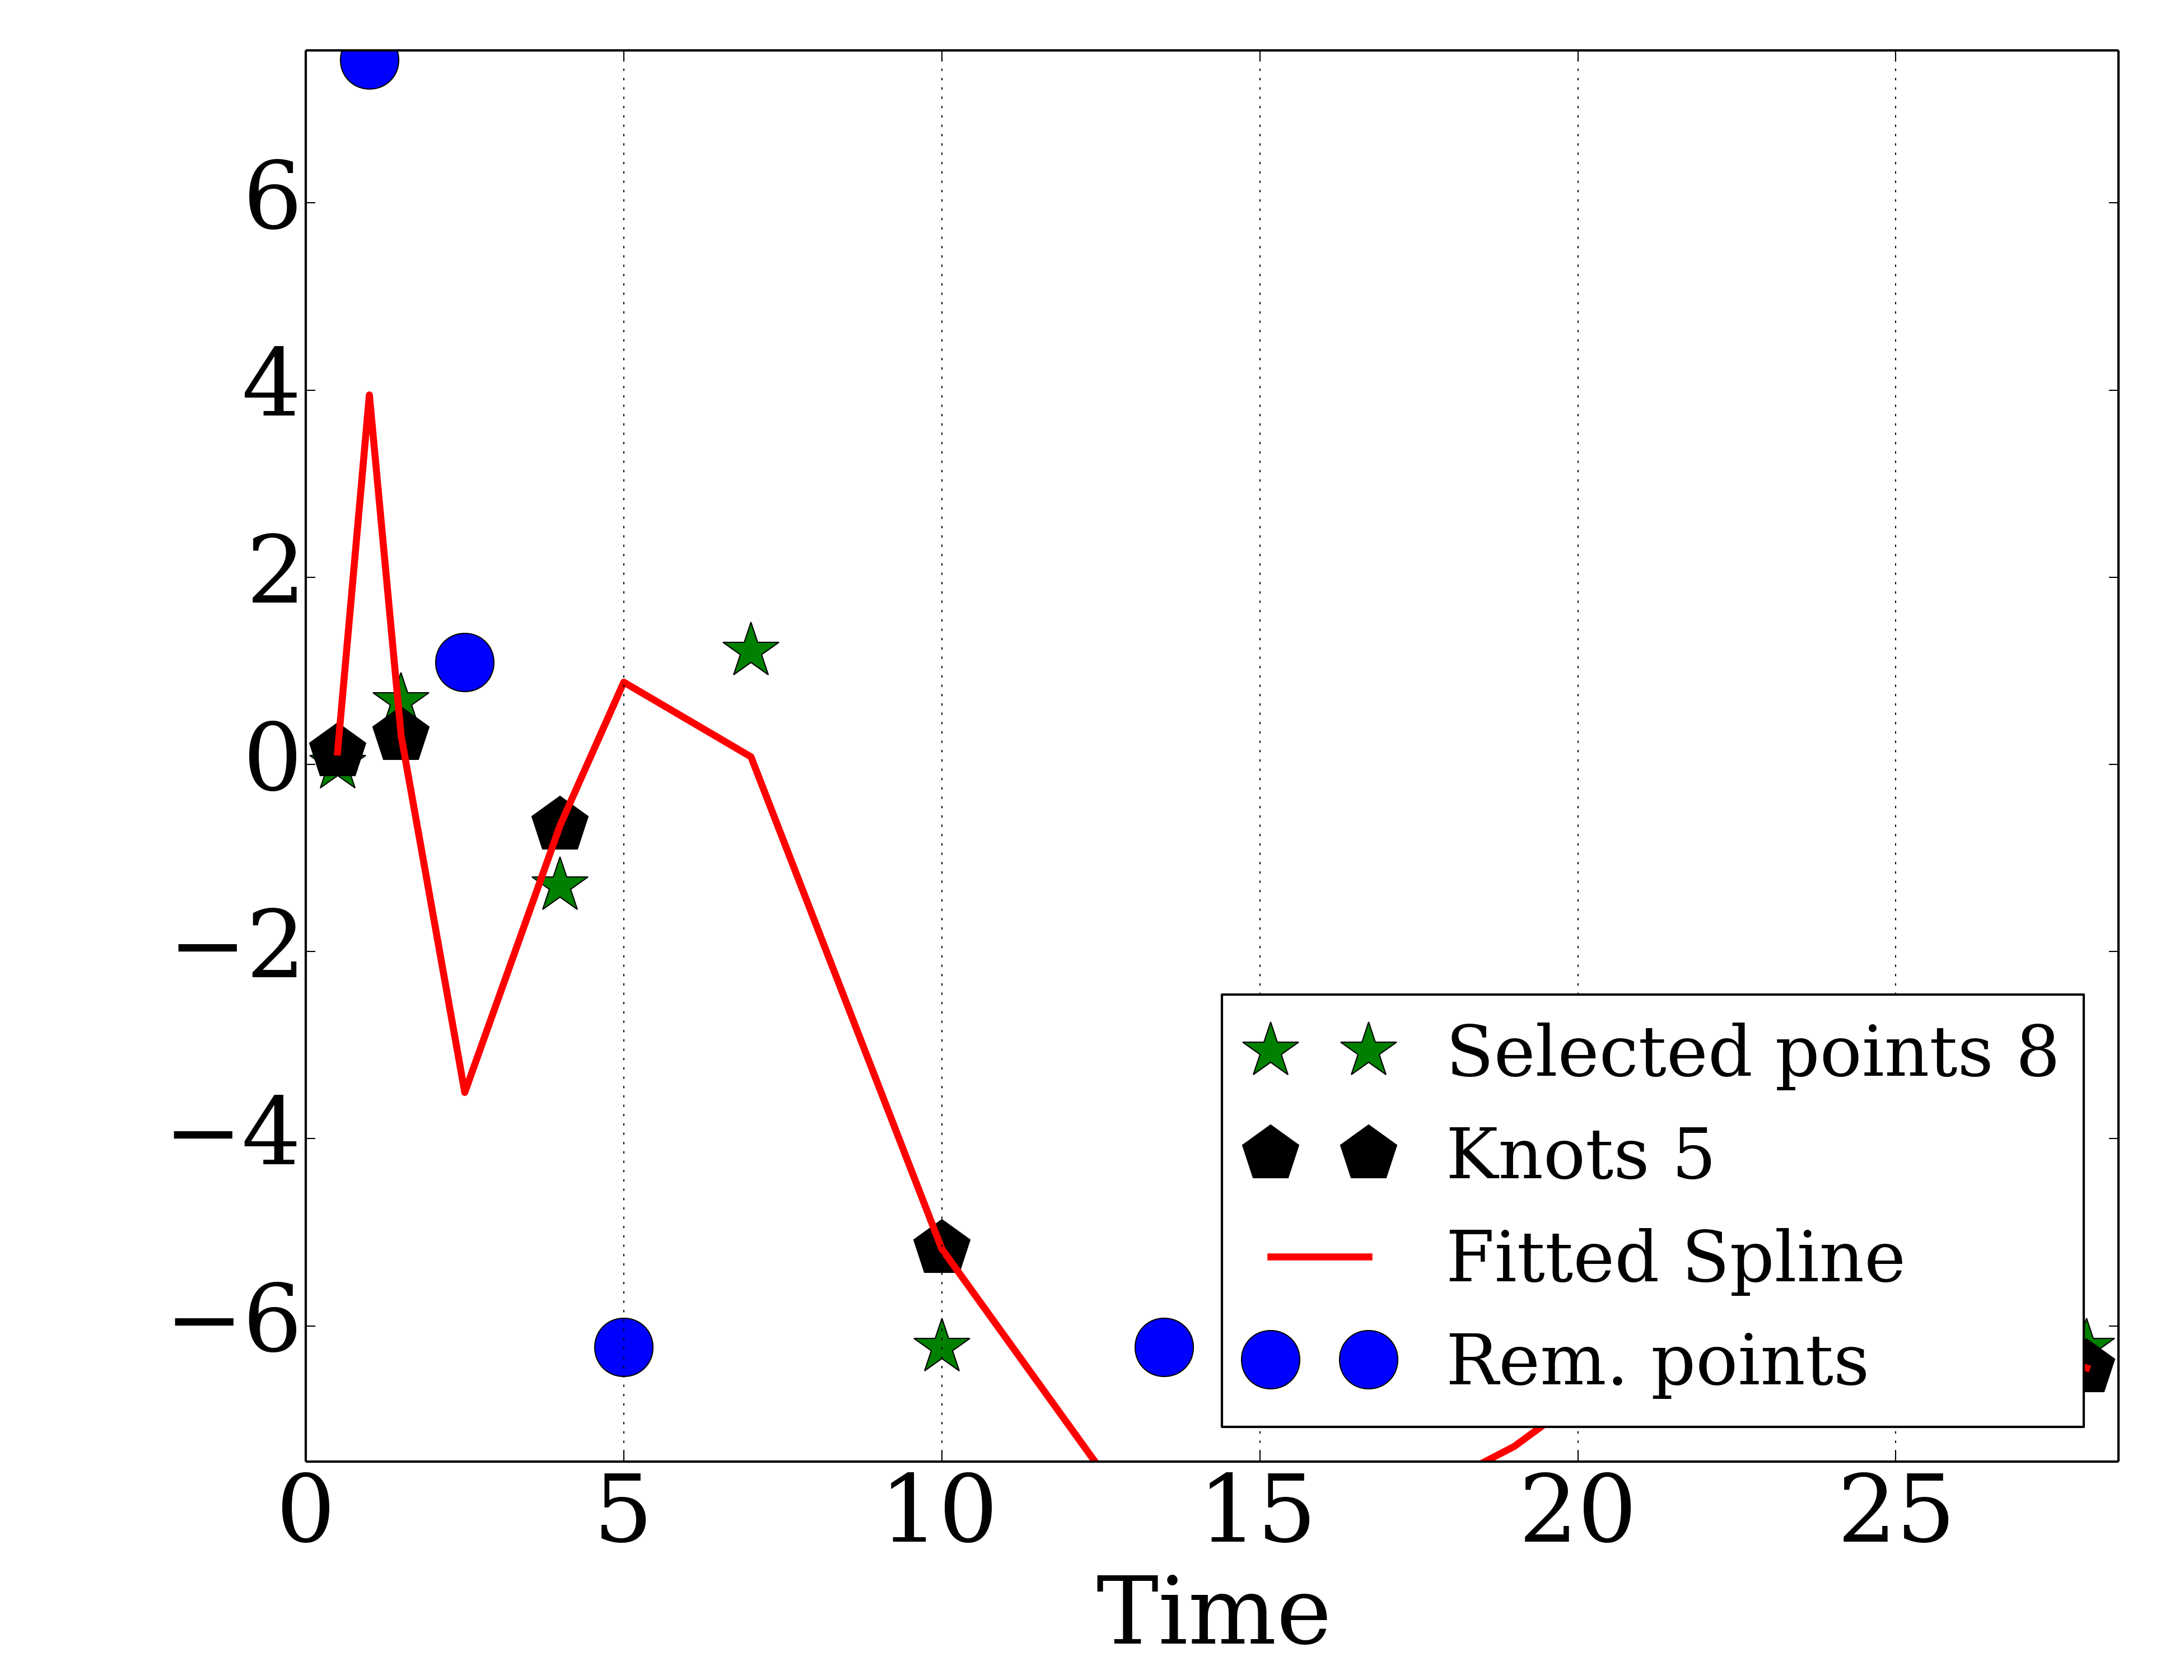 6
4
2
0
−2
−4
−6
0 5 10 15 20 25
Time
Selected points 8
Knots 5
Fitted Spline
Rem. points